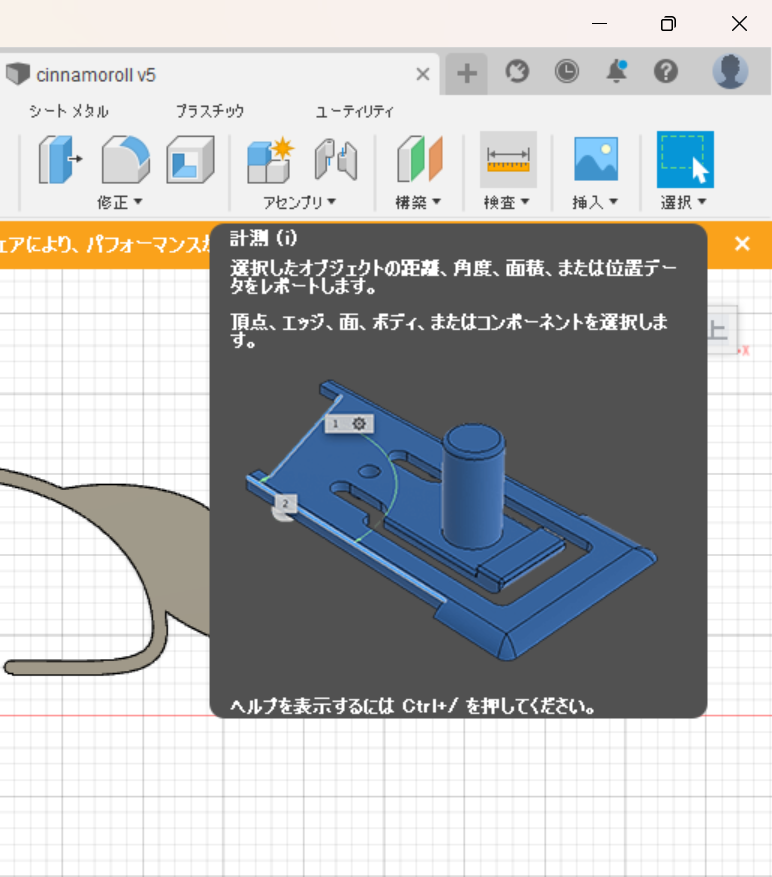 cinnamoroll v5
シート メタル プラスチック ユーティリティ
修正 アセンブリ 構築 検査 挿入 選択
ェアにより、パフォーマンスが
計測 (i)
選択したオブジェクトの距離、角度、面積、または位置デー
タをレポートします。
頂点、エッジ、面、ボディ、またはコンポーネントを選択しま
す。
上
X
1
2
ヘルプを表示するには Ctrl+/ を押してください。